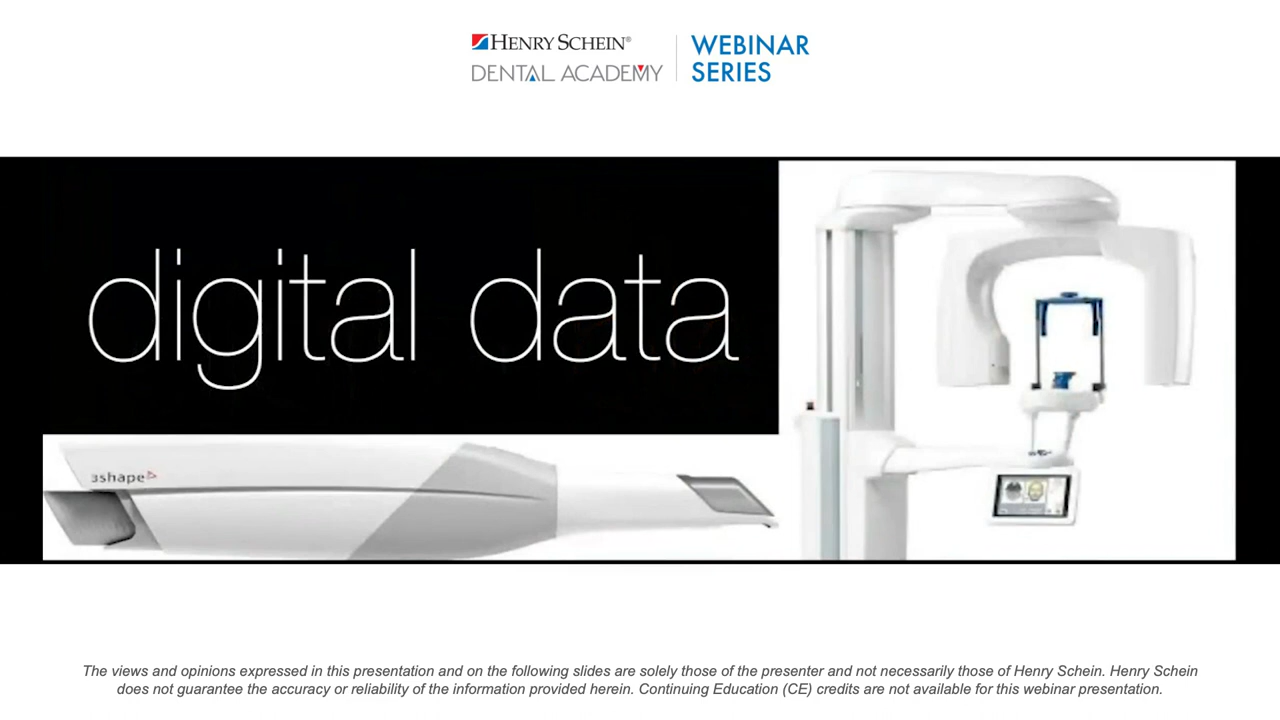 HENRY SCHEIN®
DENTAL ACADEMY
WEBINAR
SERIES
digital data
3shape
The views and opinions expressed in this presentation and on the following slides are solely those of the presenter and not necessarily those of Henry Schein. Henry Schein
does not guarantee the accuracy or reliability of the information provided herein. Continuing Education (CE) credits are not available for this webinar presentation.